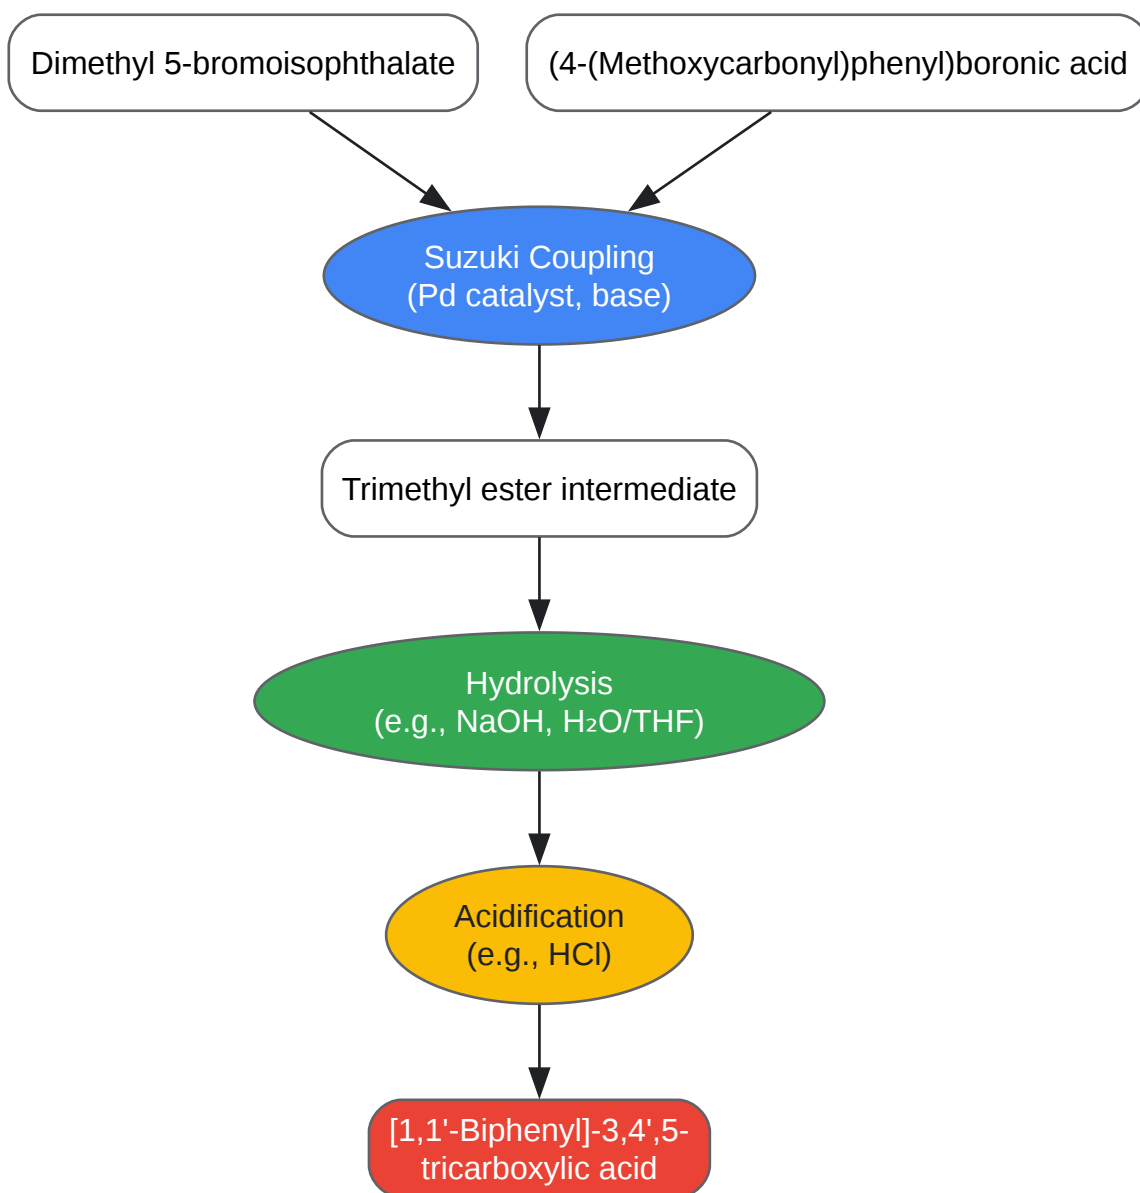 Dimethyl 5-bromoisophthalate
(4-(Methoxycarbonyl)phenyl)boronic acid
Suzuki Coupling
(Pd catalyst, base)
Trimethyl ester intermediate
Hydrolysis
(e.g., NaOH, H₂O/THF)
Acidification
(e.g., HCl)
[1,1'-Biphenyl]-3,4',5-
tricarboxylic acid